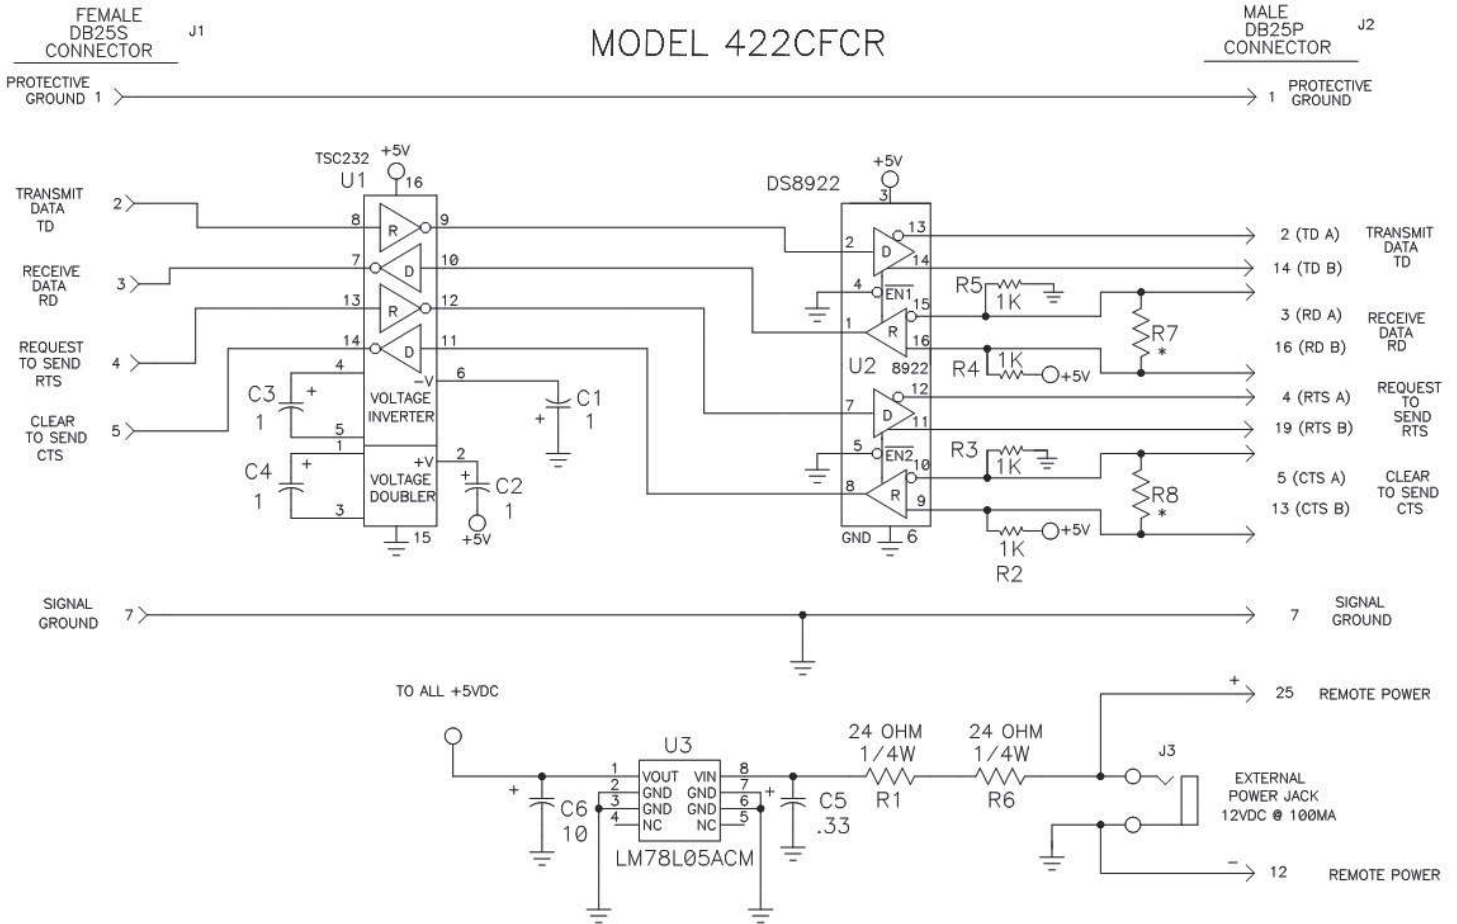 FEMALE
DB25S
CONNECTOR
J1
MODEL 422CFCR
MALE
DB25P
CONNECTOR
J2
PROTECTIVE
GROUND 1
1 PROTECTIVE
GROUND
TSC232
U1
+5V
16
DS8922
+5V
3
TRANSMIT
DATA
TD
2
8
R
9
2
D
13
14
2 (TD A)
14 (TD B)
TRANSMIT
DATA
TD
RECEIVE
DATA
RD
3
7
D
10
4
EN1
15
1
R
16
U2
8922
R5
1K
1K
R4
+5V
R7
*
3 (RD A)
16 (RD B)
RECEIVE
DATA
RD
REQUEST
TO SEND
RTS
4
13
R
12
7
D
12
11
4 (RTS A)
19 (RTS B)
REQUEST
TO
SEND
RTS
CLEAR
TO SEND
CTS
5
14
D
11
5
EN2
10
8
R
9
GND
6
R3
1K
+5V
1K
R2
R8
*
5 (CTS A)
13 (CTS B)
CLEAR
TO SEND
CTS
4
C3
+
1
5
-V
VOLTAGE
INVERTER
6
+
C1
1
1
C4
+
1
3
+V
VOLTAGE
DOUBLER
2
+
C2
1
+5V
15
SIGNAL
GROUND
7
7
SIGNAL
GROUND
TO ALL +5VDC
+
25 REMOTE POWER
U3
24 OHM
1/4W
R1
24 OHM
1/4W
R6
J3
EXTERNAL
POWER JACK
12VDC @ 100MA
+
C6
10
1
2
3
4
VOUT VIN
GND GND
GND GND
NC NC
8
7
6
5
LM78L05ACM
+
C5
.33
-
12 REMOTE POWER